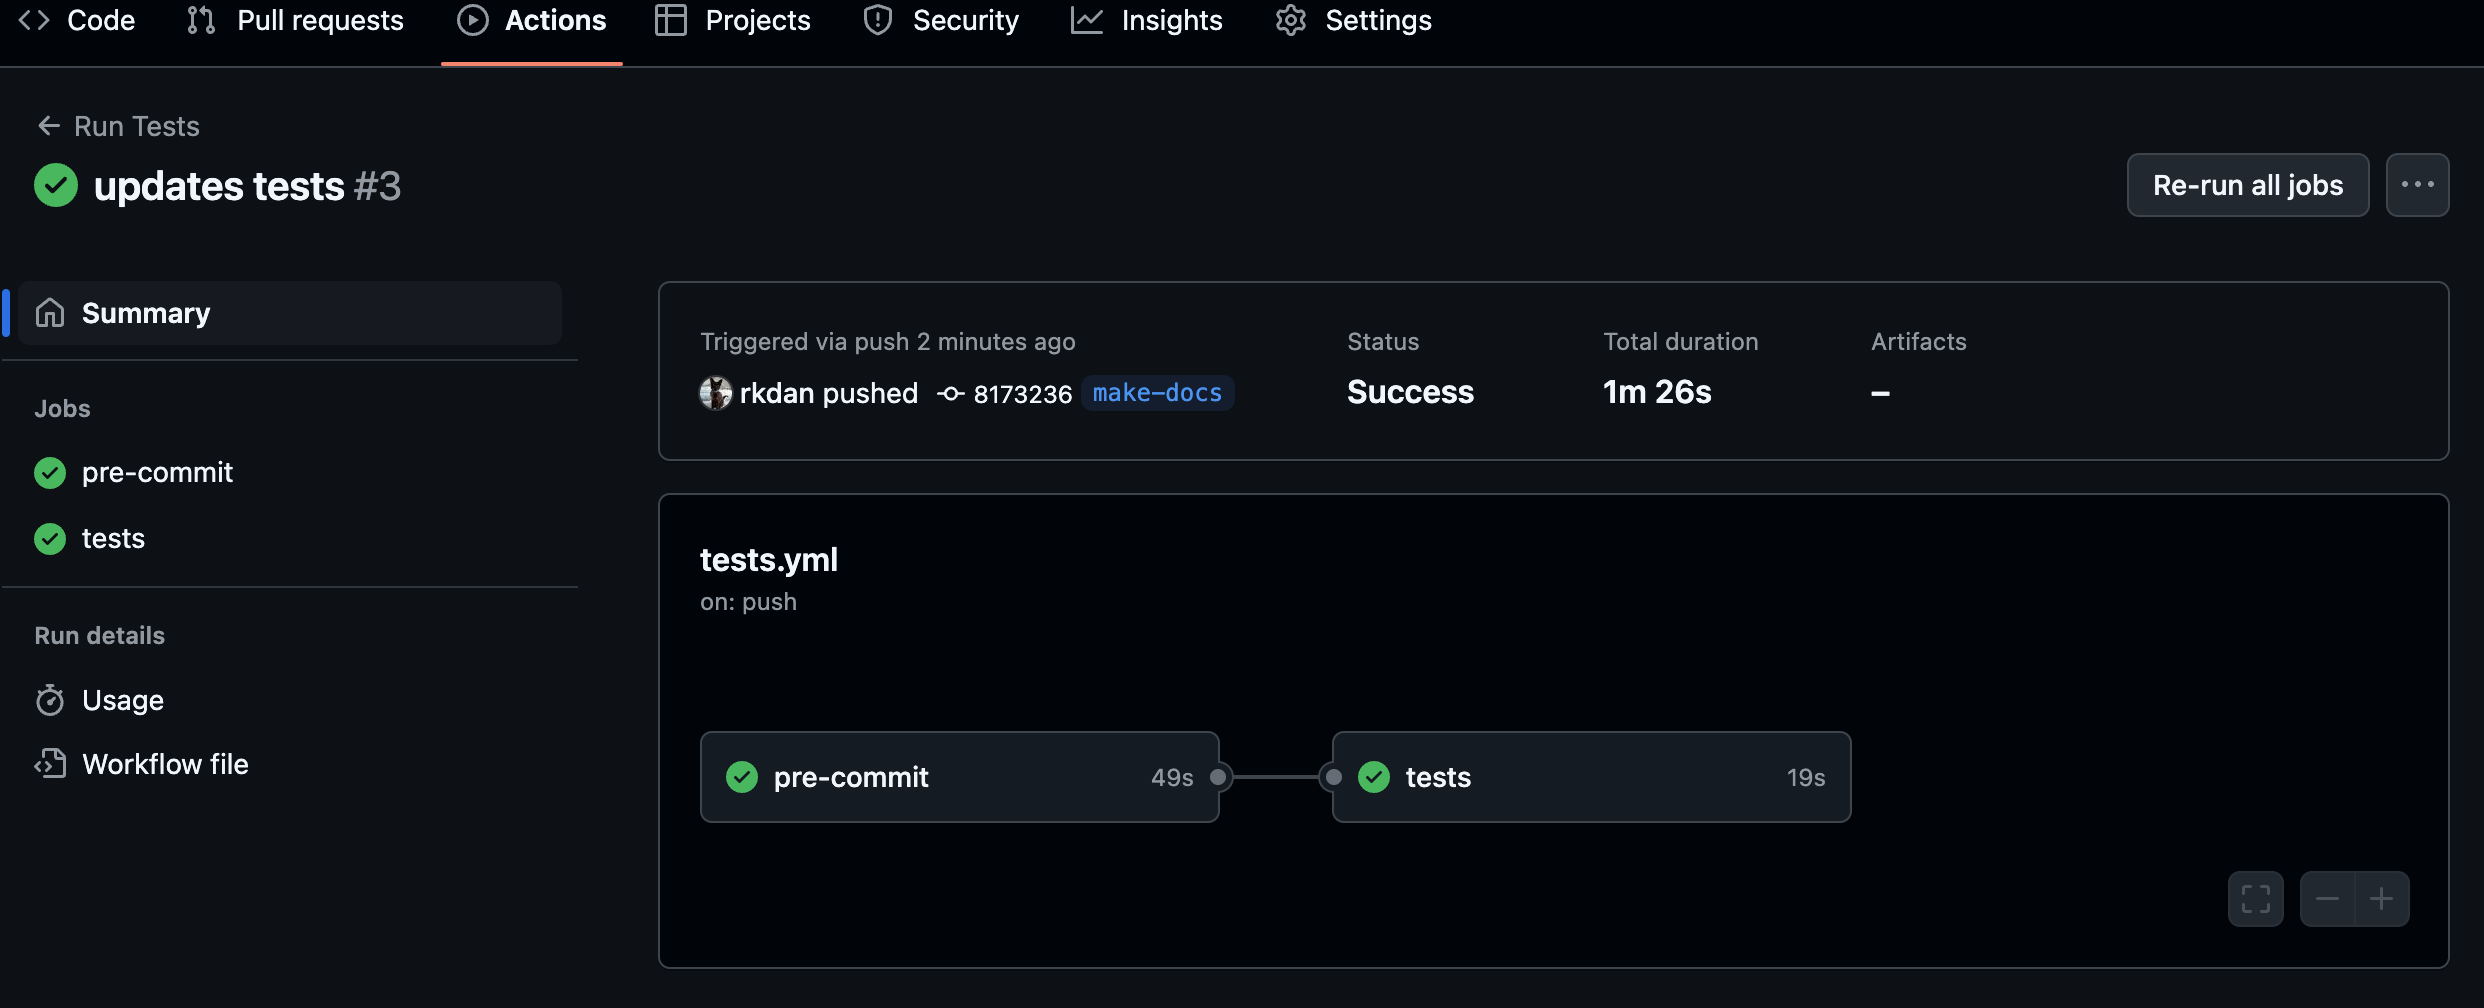 Code Pull requests Actions Projects Security Insights Settings
Run Tests
updates tests #3
Re-run all jobs
Summary
Jobs
pre-commit
tests
Run details
Usage
Workflow file
Triggered via push 2 minutes ago
rkdan pushed 8173236 make-docs
Status
Success
Total duration
1m 26s
Artifacts
–
tests.yml
on: push
pre-commit 49s
tests 19s